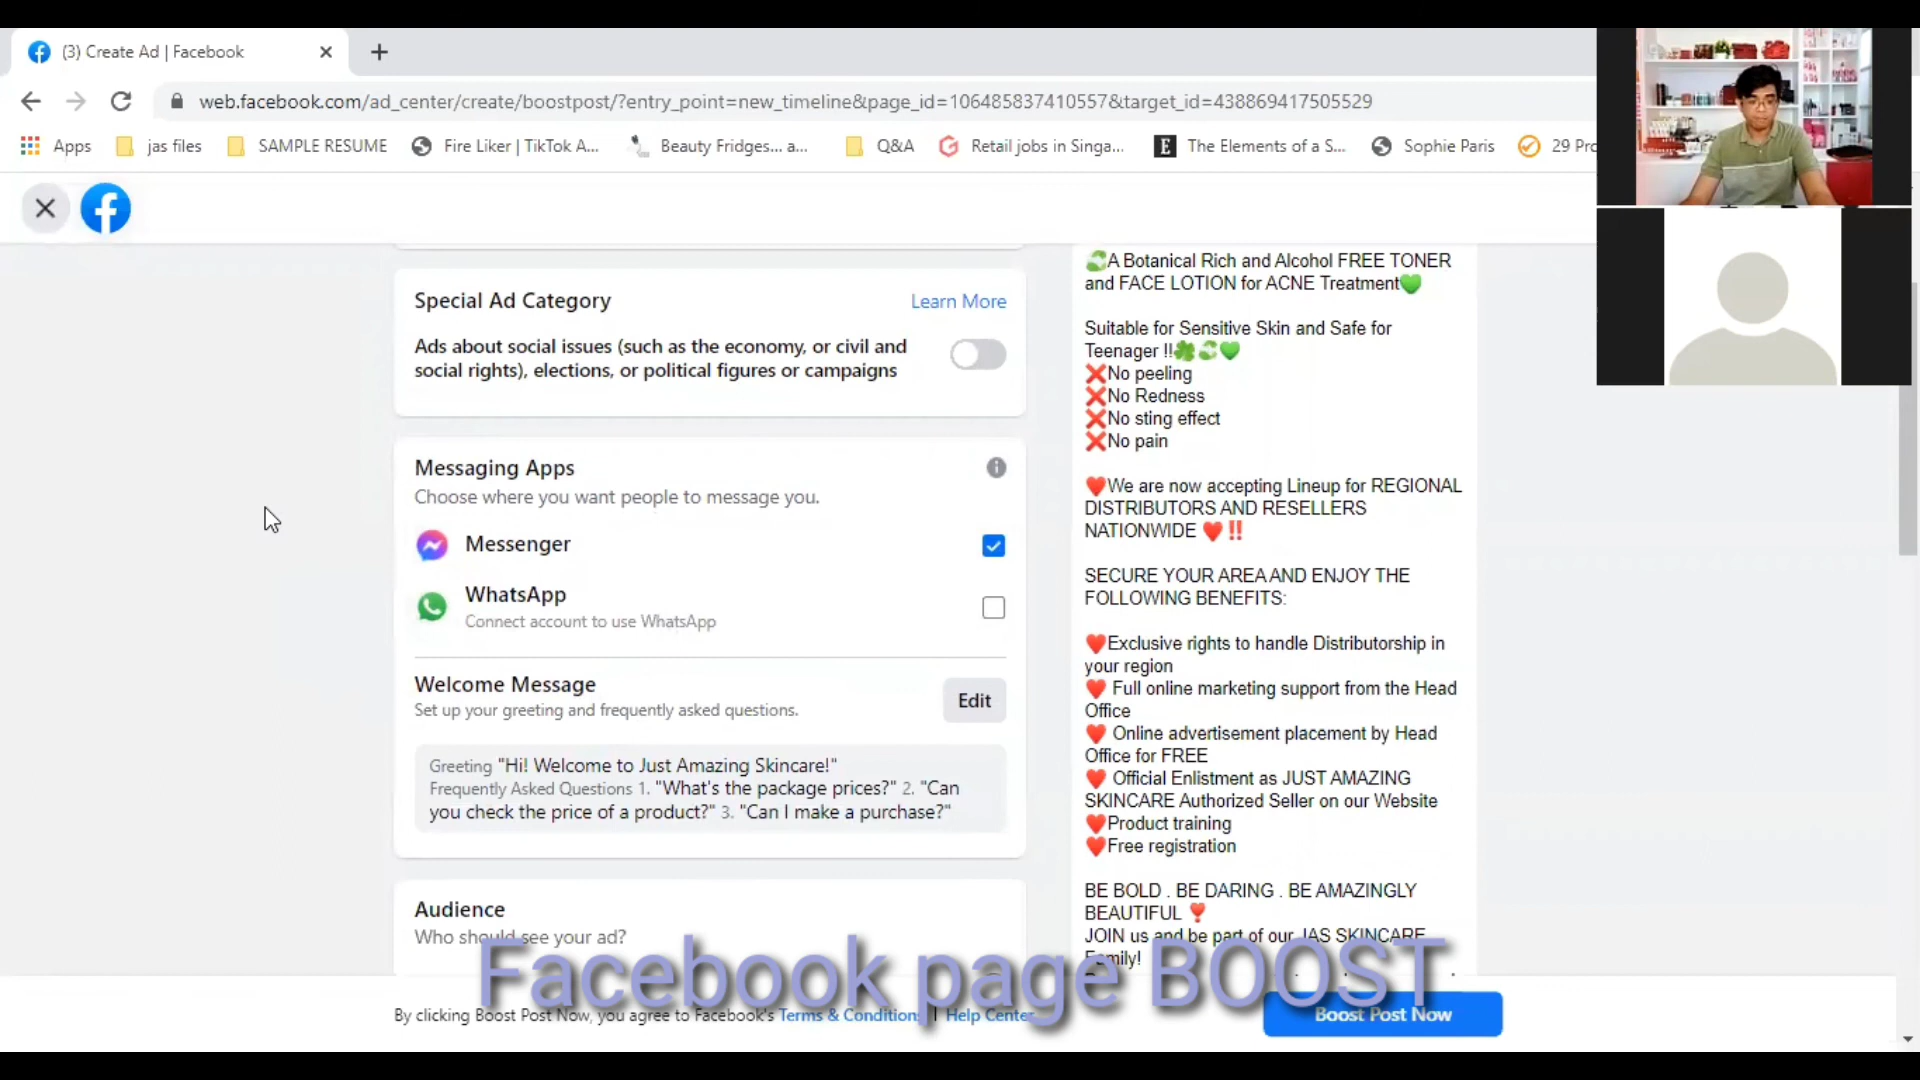 (3) Create Ad | Facebook
web.facebook.com/ad_center/create/boostpost/?entry_point=new_timeline&page_id=106485837410557&target_id=438869417505529
Apps
jas files
SAMPLE RESUME
Fire Liker | TikTok A...
Beauty Fridges... a...
Q&A
Retail jobs in Singa...
E
The Elements of a S...
Sophie Paris
29 Pro
Special Ad Category
Learn More
Ads about social issues (such as the economy, or civil and
social rights), elections, or political figures or campaigns
Messaging Apps
Choose where you want people to message you.
Messenger
WhatsApp
Connect account to use WhatsApp
Welcome Message
Set up your greeting and frequently asked questions.
Edit
Greeting "Hi! Welcome to Just Amazing Skincare!"
Frequently Asked Questions 1. "What's the package prices?" 2. "Can
you check the price of a product?" 3. "Can I make a purchase?"
Audience
Who should see your ad?
A Botanical Rich and Alcohol FREE TONER
and FACE LOTION for ACNE Treatment💚
Suitable for Sensitive Skin and Safe for
Teenager !!🍀♻💚
❌No peeling
❌No Redness
❌No sting effect
❌No pain
❤️We are now accepting Lineup for REGIONAL
DISTRIBUTORS AND RESELLERS
NATIONWIDE ❤️‼️
SECURE YOUR AREA AND ENJOY THE
FOLLOWING BENEFITS:
❤️Exclusive rights to handle Distributorship in
your region
❤️ Full online marketing support from the Head
Office
❤️ Online advertisement placement by Head
Office for FREE
❤️ Official Enlistment as JUST AMAZING
SKINCARE Authorized Seller on our Website
❤️Product training
❤️Free registration
BE BOLD . BE DARING . BE AMAZINGLY
BEAUTIFUL ❣️
JOIN us and be part of our JAS SKINCARE
Family!
Facebook page BOOST
By clicking Boost Post Now, you agree to Facebook's Terms & Conditions | Help Center
Boost Post Now